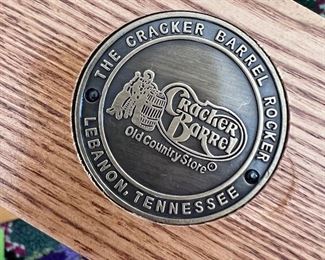 THE CRACKER BARREL ROCKER
Cracker
Barrel
Old Country Store®
LEBANON, TENNESSEE